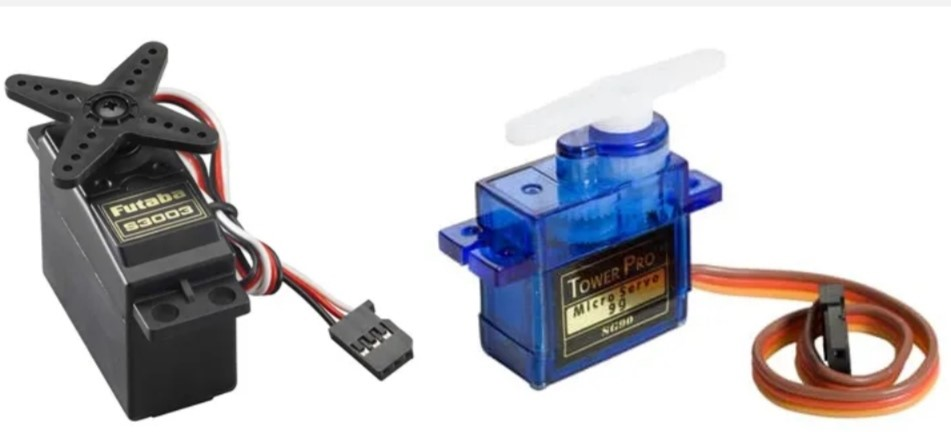 Futaba
S3003
TOWER PRO
Micro Servo
9g
SG90